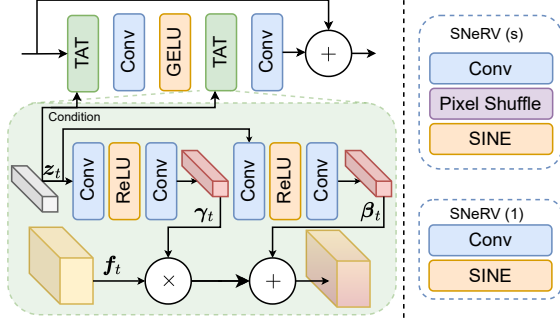 TAT
Conv
GELU
TAT
Conv
+
Condition
z_t
Conv
ReLU
Conv
γ_t
Conv
ReLU
Conv
β_t
f_t
×
+
SNeRV (s)
Conv
Pixel Shuffle
SINE
SNeRV (1)
Conv
SINE